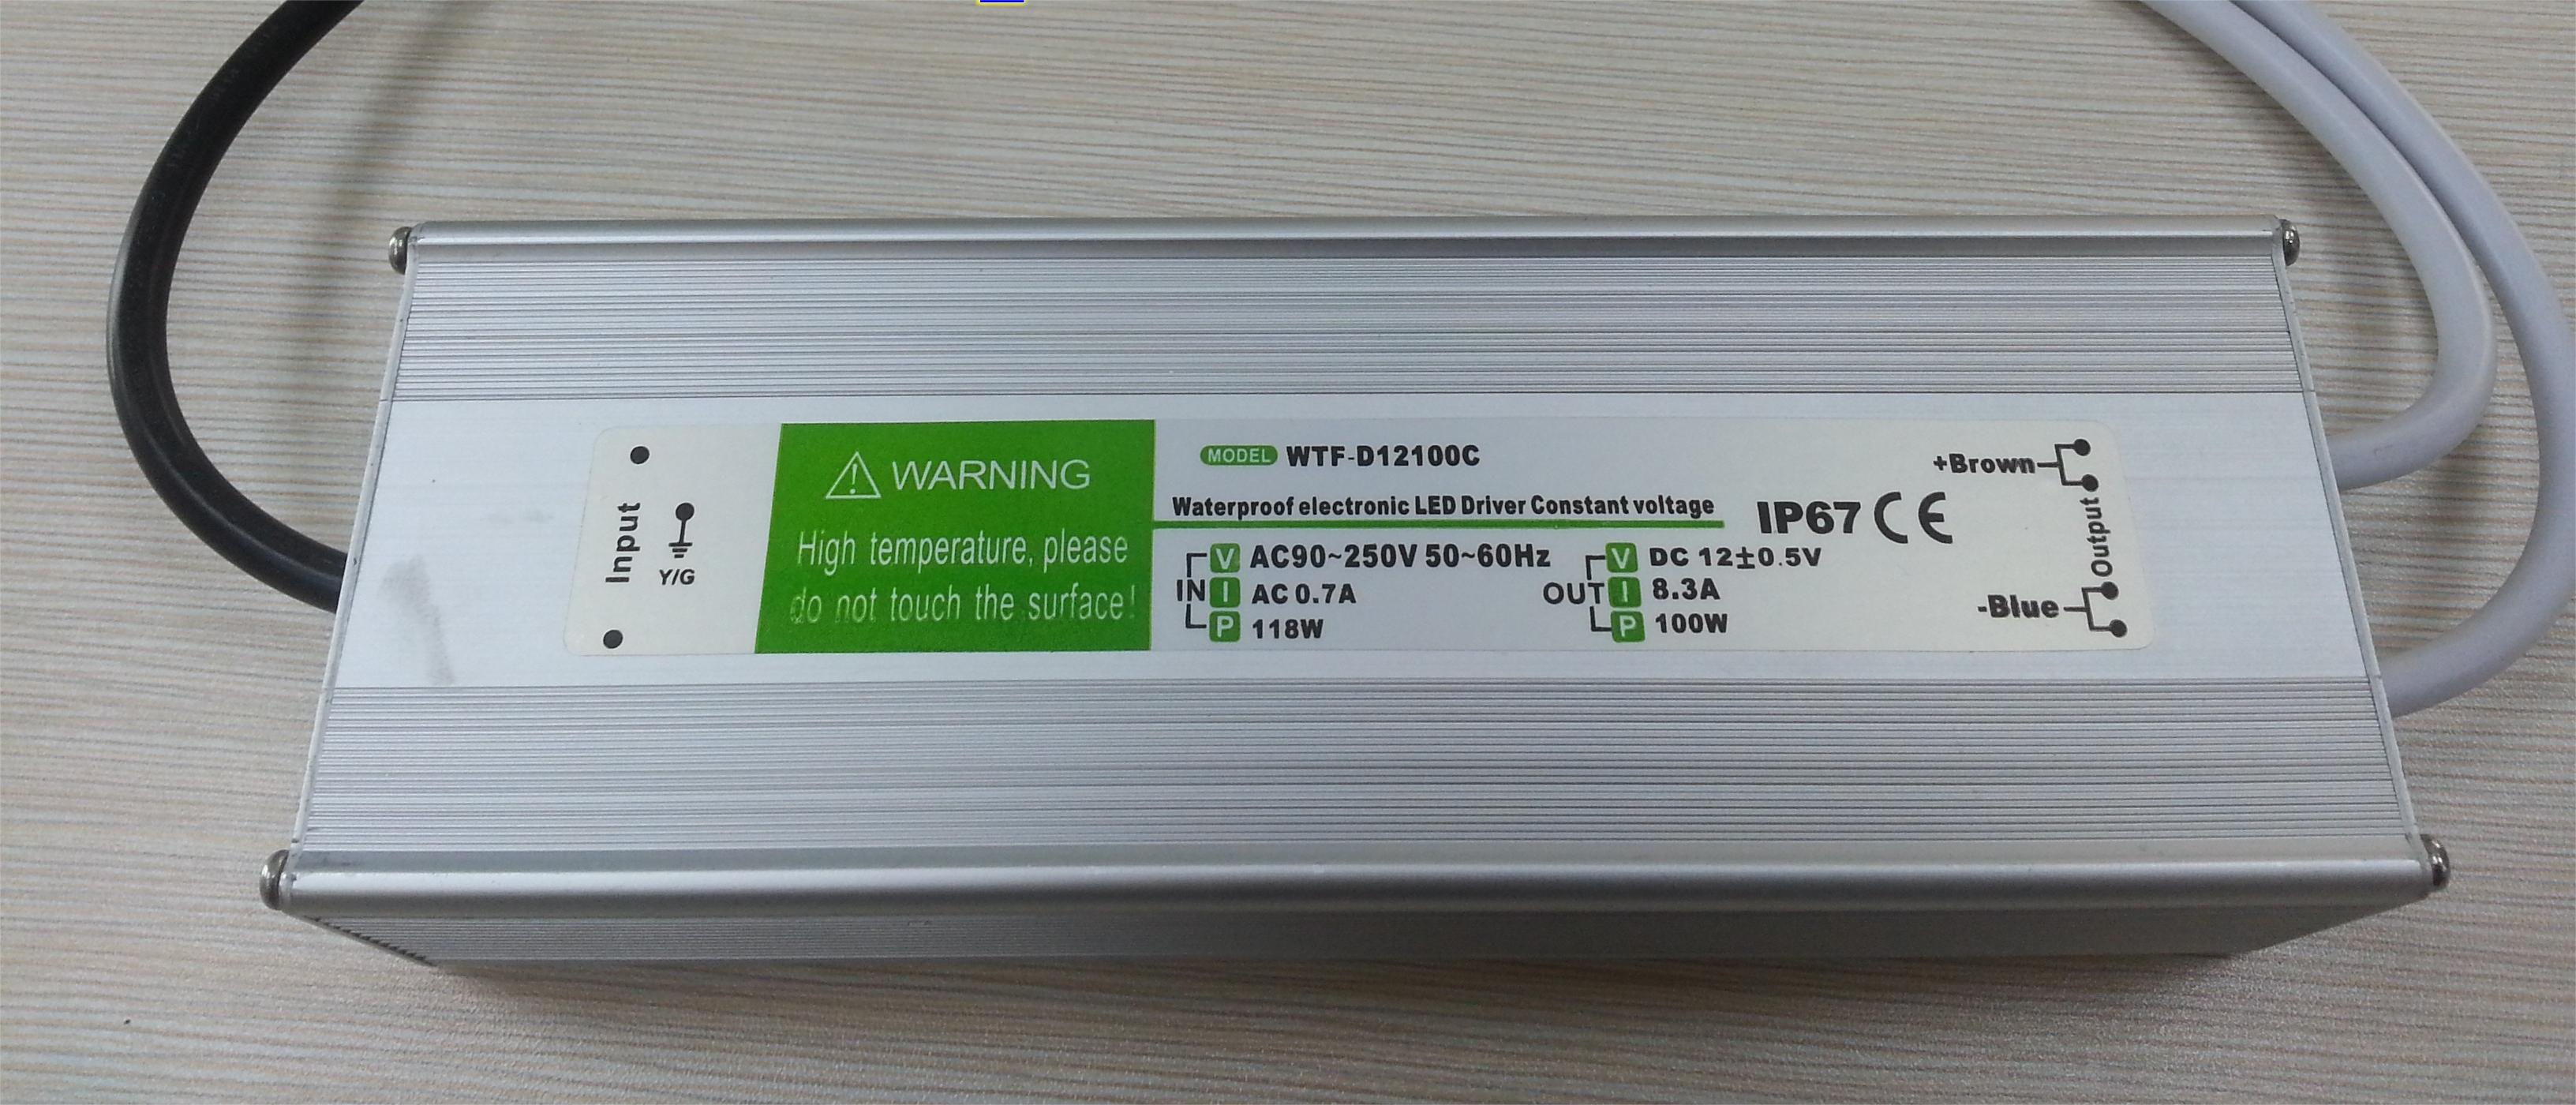 Input
Y/G
WARNING
High temperature, please
do not touch the surface!
MODEL WTF-D12100C
Waterproof electronic LED Driver Constant voltage
IN
V AC90~250V 50~60Hz
I AC 0.7A
P 118W
OUT
V DC 12±0.5V
I 8.3A
P 100W
IP67 CE
+Brown
-Blue
Output